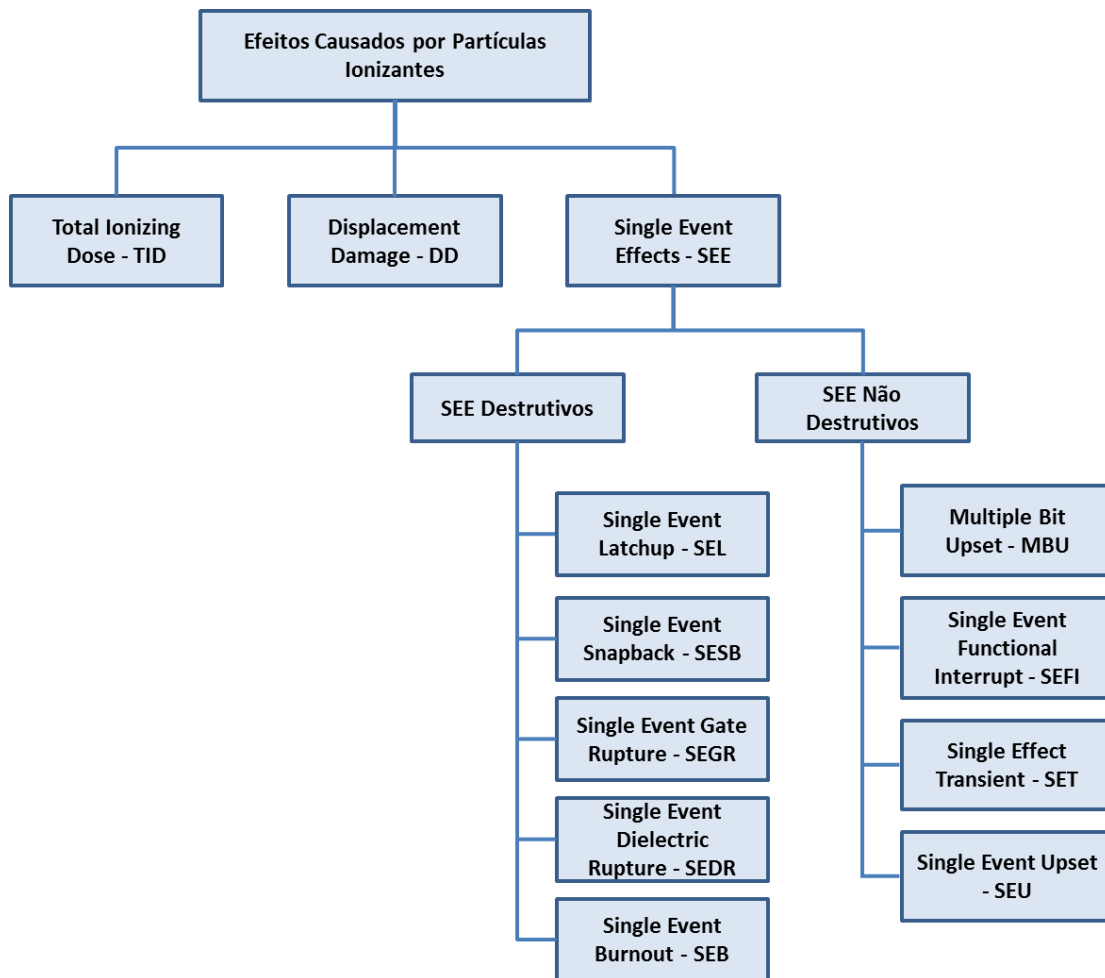 Efeitos Causados por Partículas
Ionizantes
Total Ionizing
Dose - TID
Displacement
Damage - DD
Single Event
Effects - SEE
SEE Destrutivos
SEE Não
Destrutivos
Single Event
Latchup - SEL
Single Event
Snapback - SESB
Single Event Gate
Rupture - SEGR
Single Event
Dielectric
Rupture - SEDR
Single Event
Burnout - SEB
Multiple Bit
Upset - MBU
Single Event
Functional
Interrupt - SEFI
Single Effect
Transient - SET
Single Event Upset
- SEU